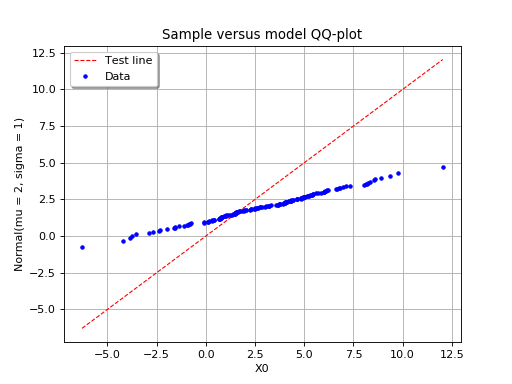 Sample versus model QQ-plot
Test line
Data
12.5
10.0
7.5
5.0
2.5
0.0
−2.5
−5.0
Normal(mu = 2, sigma = 1)
−5.0 −2.5 0.0 2.5 5.0 7.5 10.0 12.5
X0